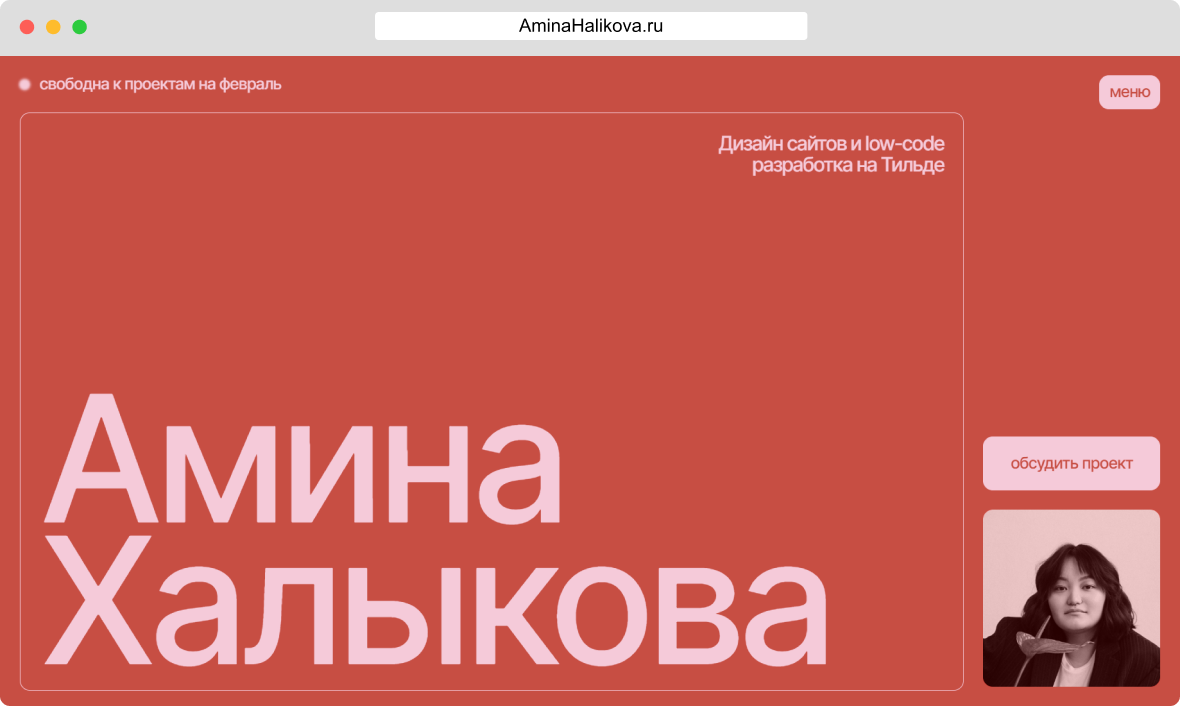 AminaHalikova.ru
свободна к проектам на февраль
меню
Дизайн сайтов и low-code
разработка на Тильде
Амина
Халыкова
обсудить проект